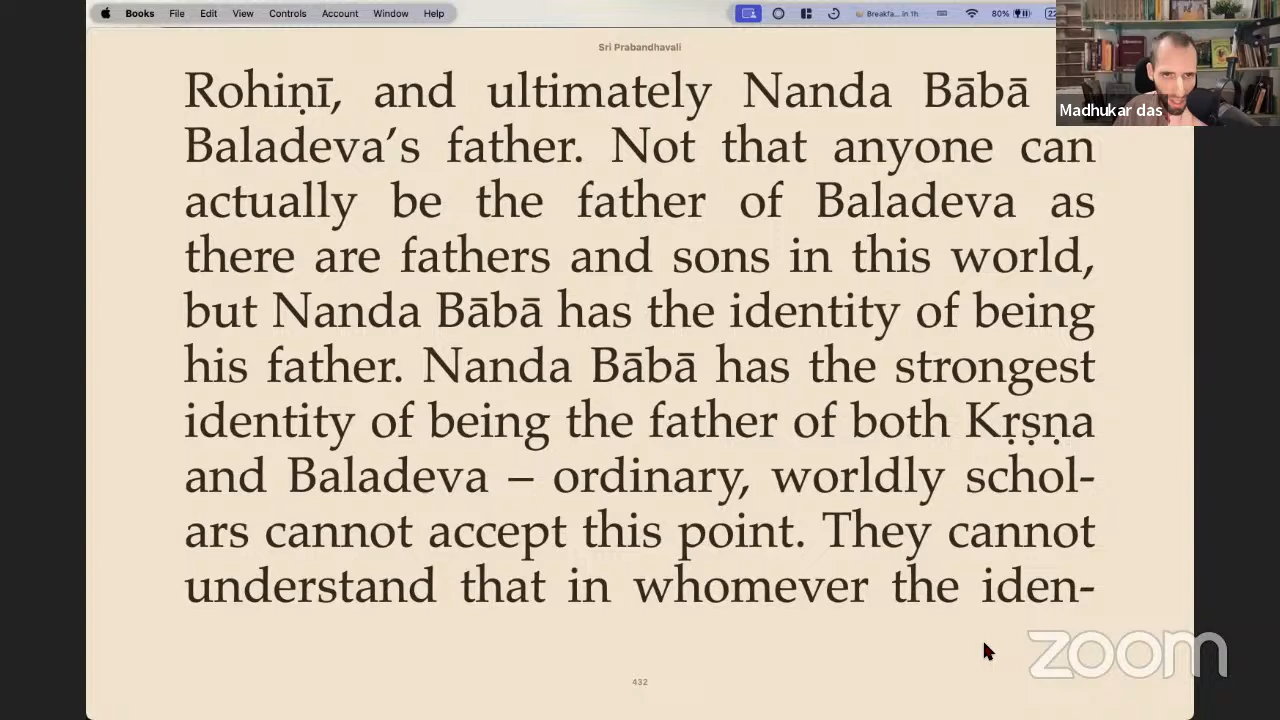 Books File Edit View Controls Account Window Help
Breakfa... in 1h 80%
Sri Prabandhavali
Madhukar das
Rohiṇī, and ultimately Nanda Bābā
Baladeva’s father. Not that anyone can
actually be the father of Baladeva as
there are fathers and sons in this world,
but Nanda Bābā has the identity of being
his father. Nanda Bābā has the strongest
identity of being the father of both Kṛṣṇa
and Baladeva – ordinary, worldly schol-
ars cannot accept this point. They cannot
understand that in whomever the iden-
zoom
432